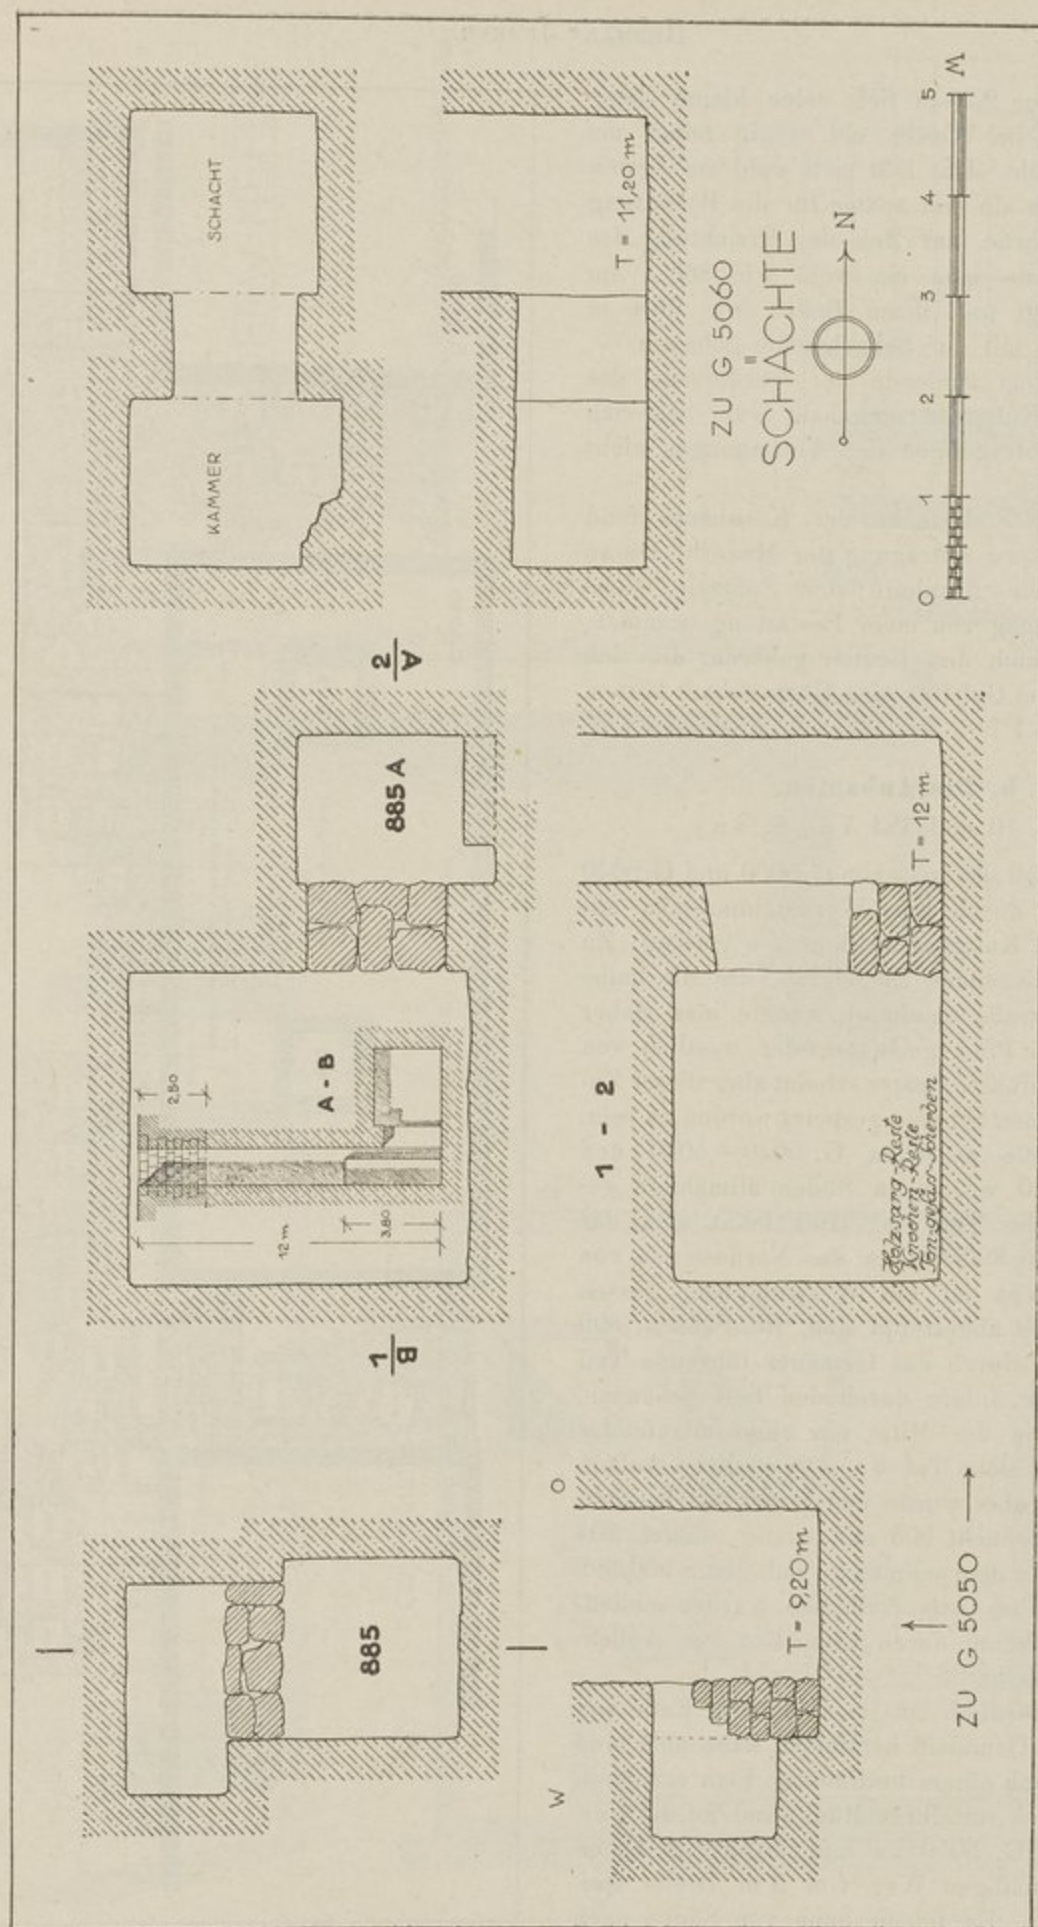 SCHACHT
KAMMER
T = 11,20 m
ZU G 5060
SCHÄCHTE
N
0 1 2 3 4 5 M
2
A
885 A
A - B
2,80
12 m
3,80
1
B
T = 12 m
1 - 2
Holzsarg-Reste
Knochen-Reste
Tongefäss-Scherben
885
O
T = 9,20 m
W
ZU G 5050